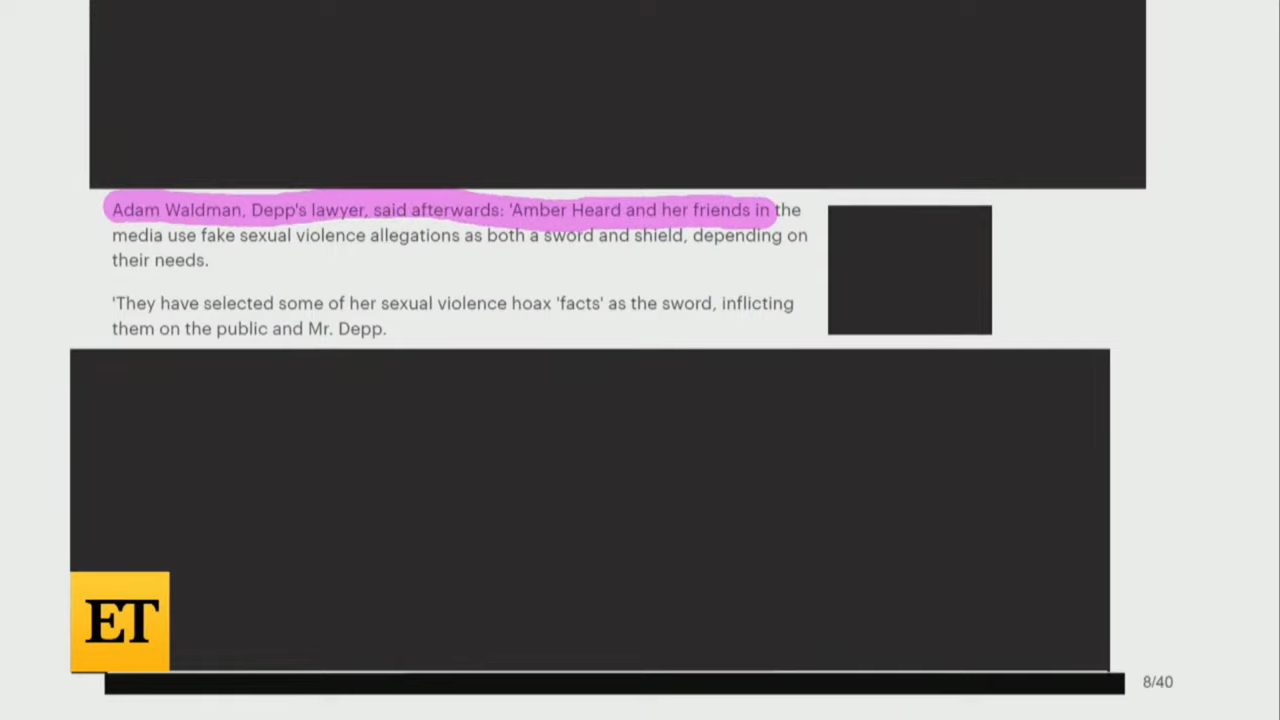 Adam Waldman, Depp's lawyer, said afterwards: 'Amber Heard and her friends in the
media use fake sexual violence allegations as both a sword and shield, depending on
their needs.
'They have selected some of her sexual violence hoax 'facts' as the sword, inflicting
them on the public and Mr. Depp.
ET
8/40